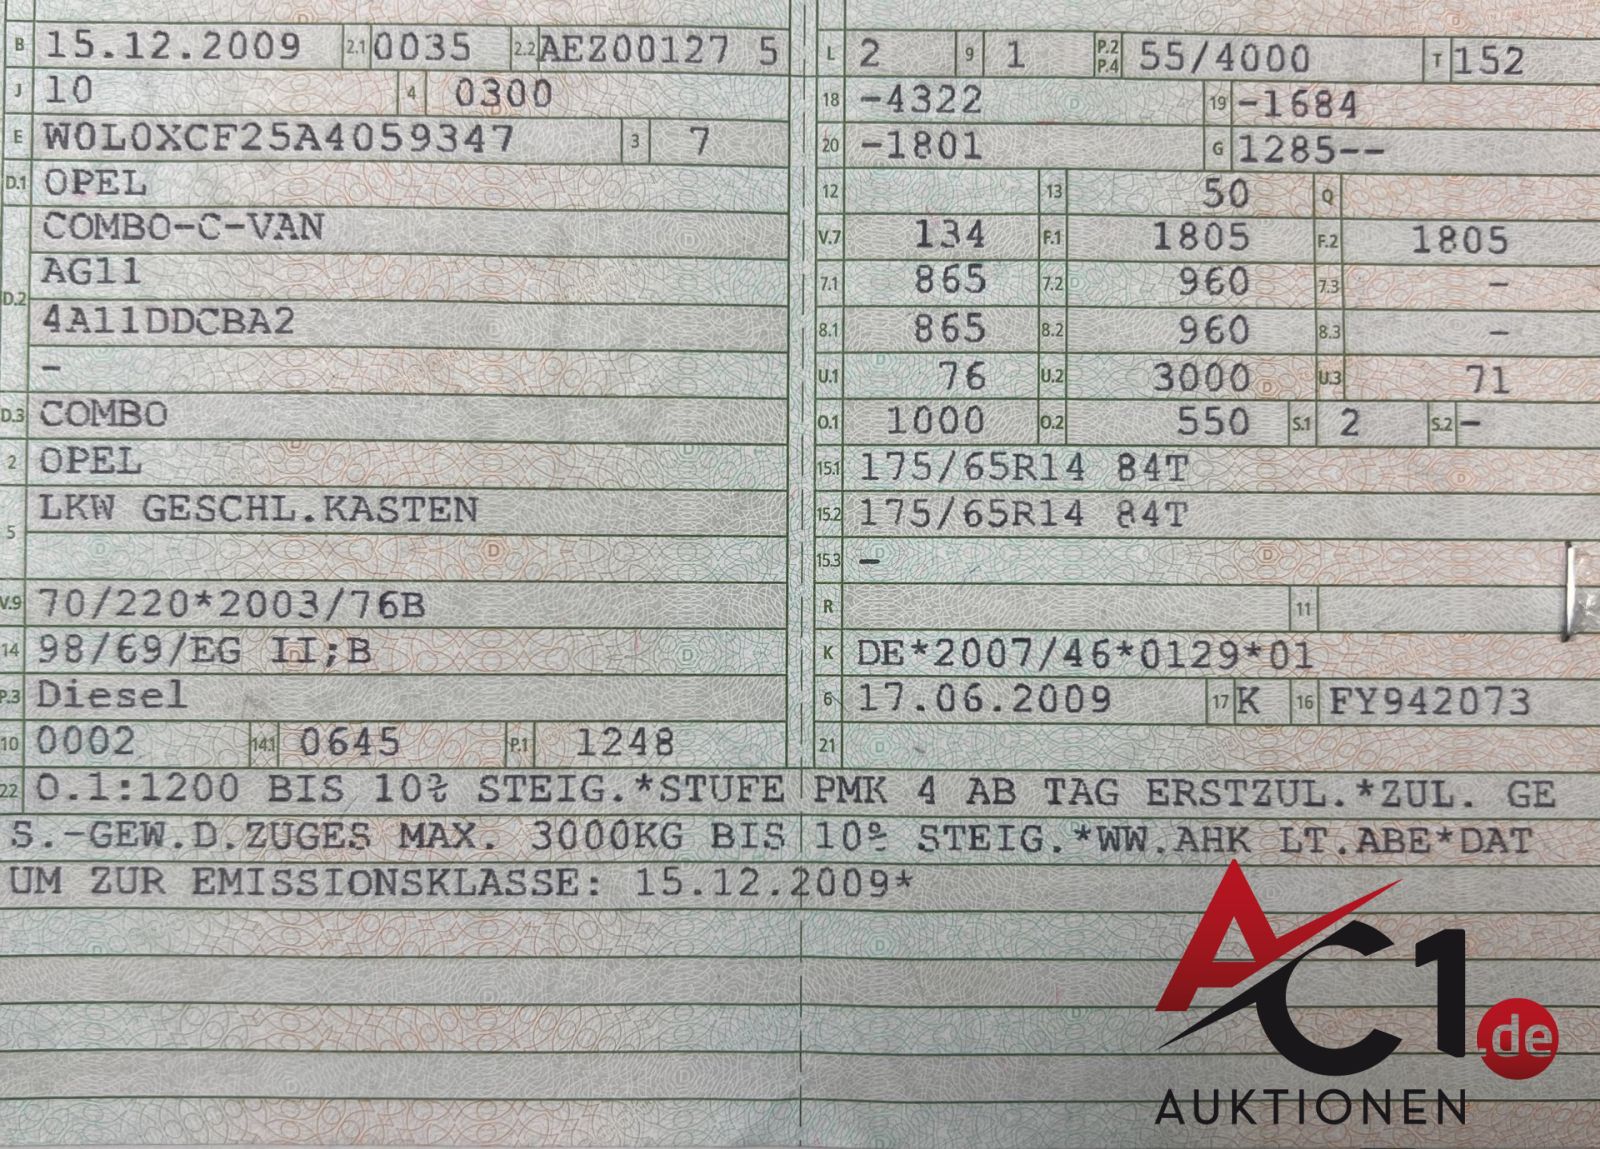 B 15.12.2009 2.1 0035 2.2 AEZ00127 5
J 10 4 0300
E W0L0XCF25A4059347 3 7
D.1 OPEL
COMBO-C-VAN
AG11
D.2
4A11DDCBA2
–
D.3 COMBO
2 OPEL
LKW GESCHL.KASTEN
5
V.9 70/220*2003/76B
14 98/69/EG II;B
P.3 Diesel
10 0002 14.1 0645 P.1 1248
L 2 9 1 P.2 P.4 55/4000 T 152
18 -4322 19 -1684
20 -1801 G 1285--
12 13 50 Q
V.7 134 F.1 1805 F.2 1805
7.1 865 7.2 960 7.3 –
8.1 865 8.2 960 8.3 –
U.1 76 U.2 3000 U.3 71
O.1 1000 O.2 550 S.1 2 S.2 –
15.1 175/65R14 84T
15.2 175/65R14 84T
15.3 –
R 11
K DE*2007/46*0129*01
6 17.06.2009 17 K 16 FY942073
21
22 O.1:1200 BIS 10% STEIG.*STUFE PMK 4 AB TAG ERSTZUL.*ZUL. GE
S.-GEW.D.ZUGES MAX. 3000KG BIS 10% STEIG.*WW.AHK LT.ABE*DAT
UM ZUR EMISSIONSKLASSE: 15.12.2009*
AC1.de
AUKTIONEN